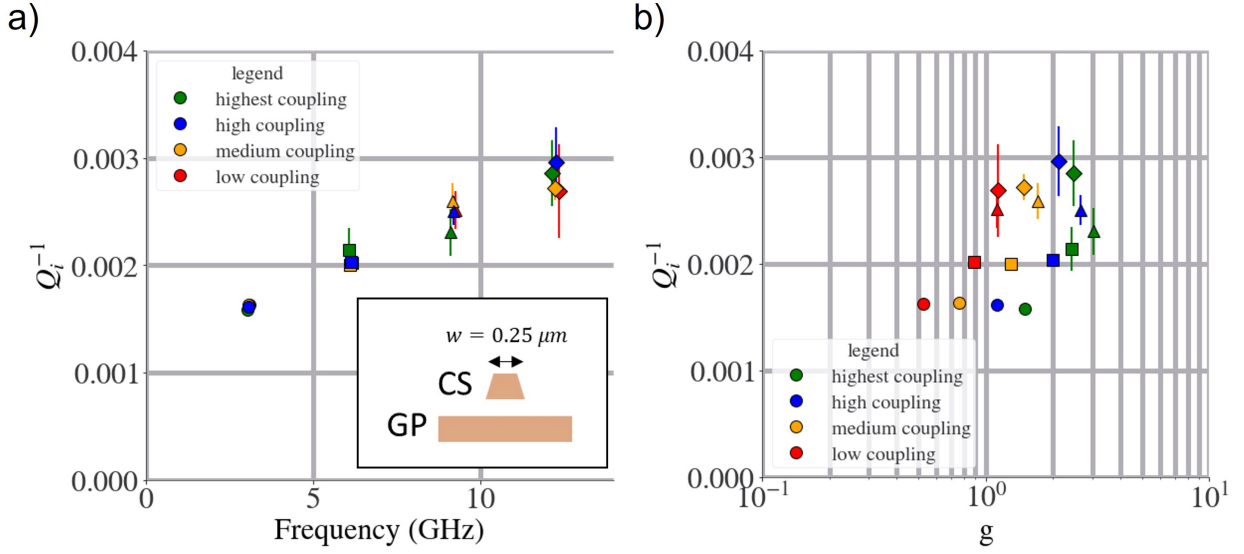 a)
0.004
0.003
0.002
0.001
0.000
Q_i^{-1}
legend
highest coupling
high coupling
medium coupling
low coupling
w = 0.25 μm
CS
GP
0
5
10
Frequency (GHz)
b)
0.004
0.003
0.002
0.001
0.000
Q_i^{-1}
legend
highest coupling
high coupling
medium coupling
low coupling
10^{-1}
10^0
10^1
g